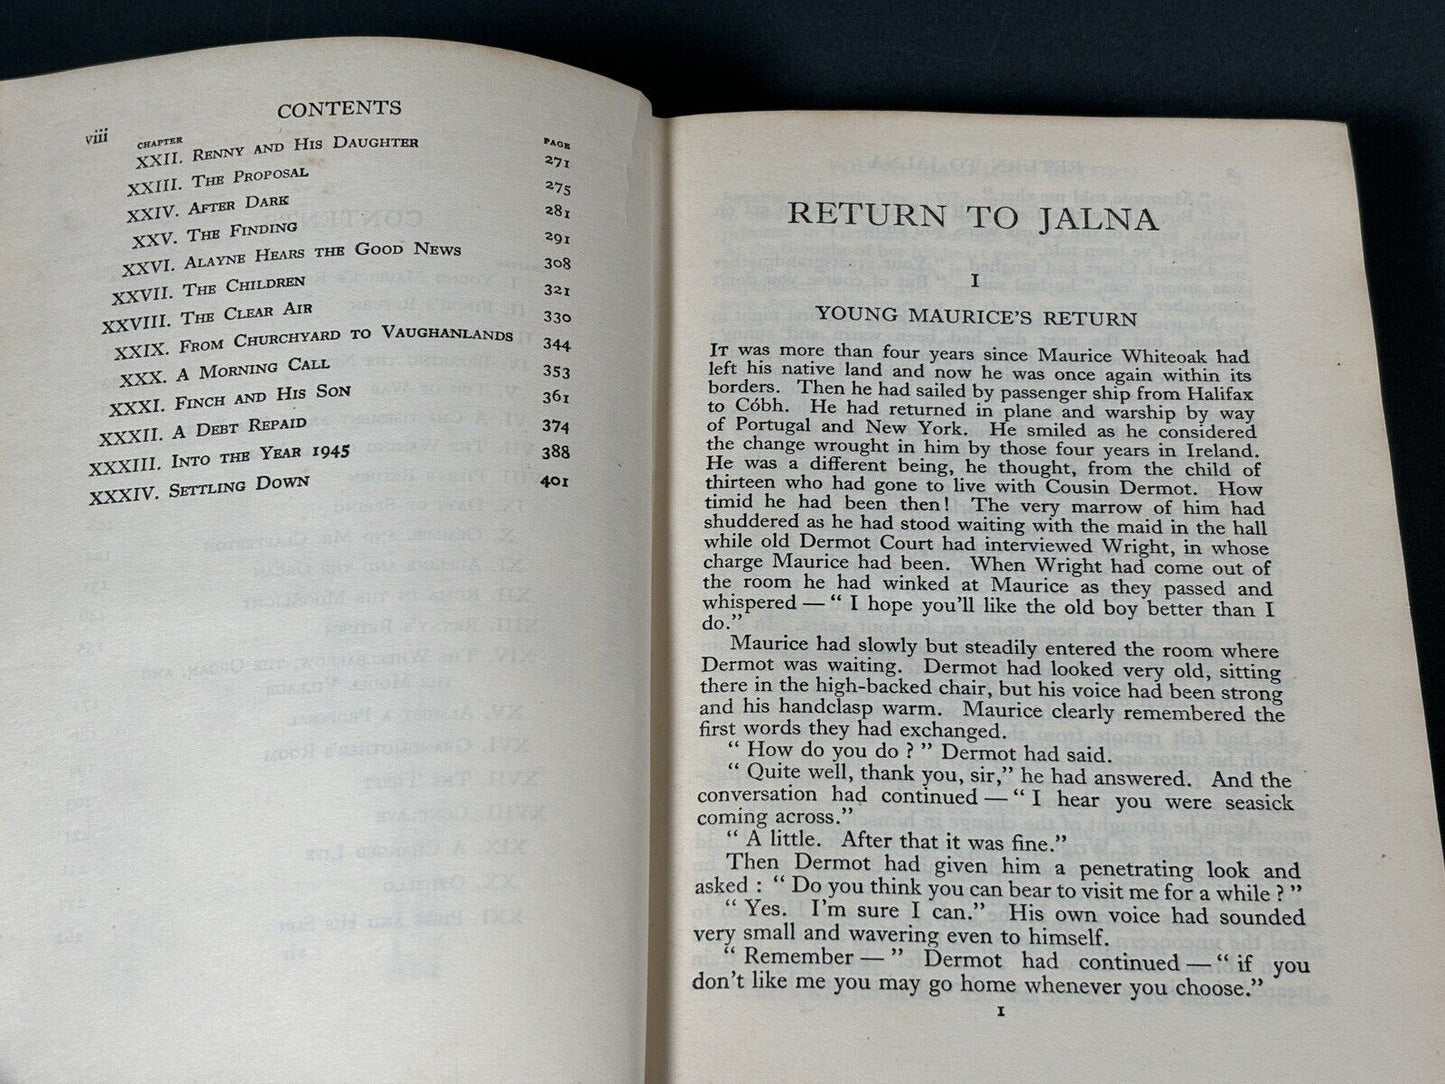 viii
CONTENTS
CHAPTER PAGE
XXII. RENNY AND HIS DAUGHTER 271
XXIII. THE PROPOSAL 275
XXIV. AFTER DARK 281
XXV. THE FINDING 291
XXVI. ALAYNE HEARS THE GOOD NEWS 308
XXVII. THE CHILDREN 321
XXVIII. THE CLEAR AIR 330
XXIX. FROM CHURCHYARD TO VAUGHANLANDS 344
XXX. A MORNING CALL 353
XXXI. FINCH AND HIS SON 361
XXXII. A DEBT REPAID 374
XXXIII. INTO THE YEAR 1945 388
XXXIV. SETTLING DOWN 401
RETURN TO JALNA
I
YOUNG MAURICE'S RETURN
IT was more than four years since Maurice Whiteoak had
left his native land and now he was once again within its
borders. Then he had sailed by passenger ship from Halifax
to Cóbh. He had returned in plane and warship by way
of Portugal and New York. He smiled as he considered
the change wrought in him by those four years in Ireland.
He was a different being, he thought, from the child of
thirteen who had gone to live with Cousin Dermot. How
timid he had been then! The very marrow of him had
shuddered as he had stood waiting with the maid in the hall
while old Dermot Court had interviewed Wright, in whose
charge Maurice had been. When Wright had come out of
the room he had winked at Maurice as they passed and
whispered — " I hope you'll like the old boy better than I
do."
Maurice had slowly but steadily entered the room where
Dermot was waiting. Dermot had looked very old, sitting
there in the high-backed chair, but his voice had been strong
and his handclasp warm. Maurice clearly remembered the
first words they had exchanged.
" How do you do ? " Dermot had said.
" Quite well, thank you, sir," he had answered. And the
conversation had continued — " I hear you were seasick
coming across."
" A little. After that it was fine."
Then Dermot had given him a penetrating look and
asked : " Do you think you can bear to visit me for a while ? "
" Yes. I'm sure I can." His own voice had sounded
very small and wavering even to himself.
" Remember — " Dermot had continued — " if you
don't like me you may go home whenever you choose."
1